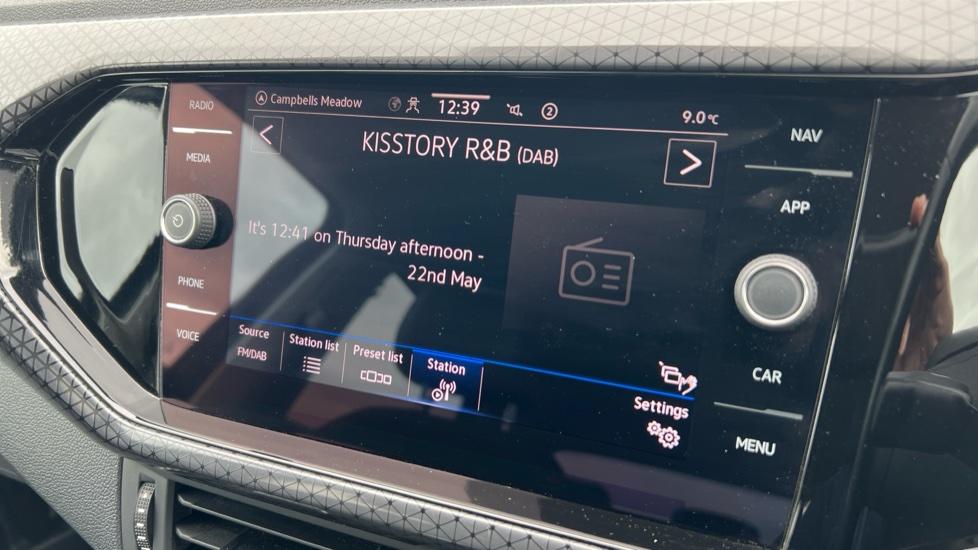 RADIO
MEDIA
PHONE
VOICE
Campbells Meadow 12:39 2 9.0°C
KISSTORY R&B (DAB)
It's 12:41 on Thursday afternoon -
22nd May
Source
FM/DAB
Station list
Preset list
Station
Settings
NAV
APP
CAR
MENU